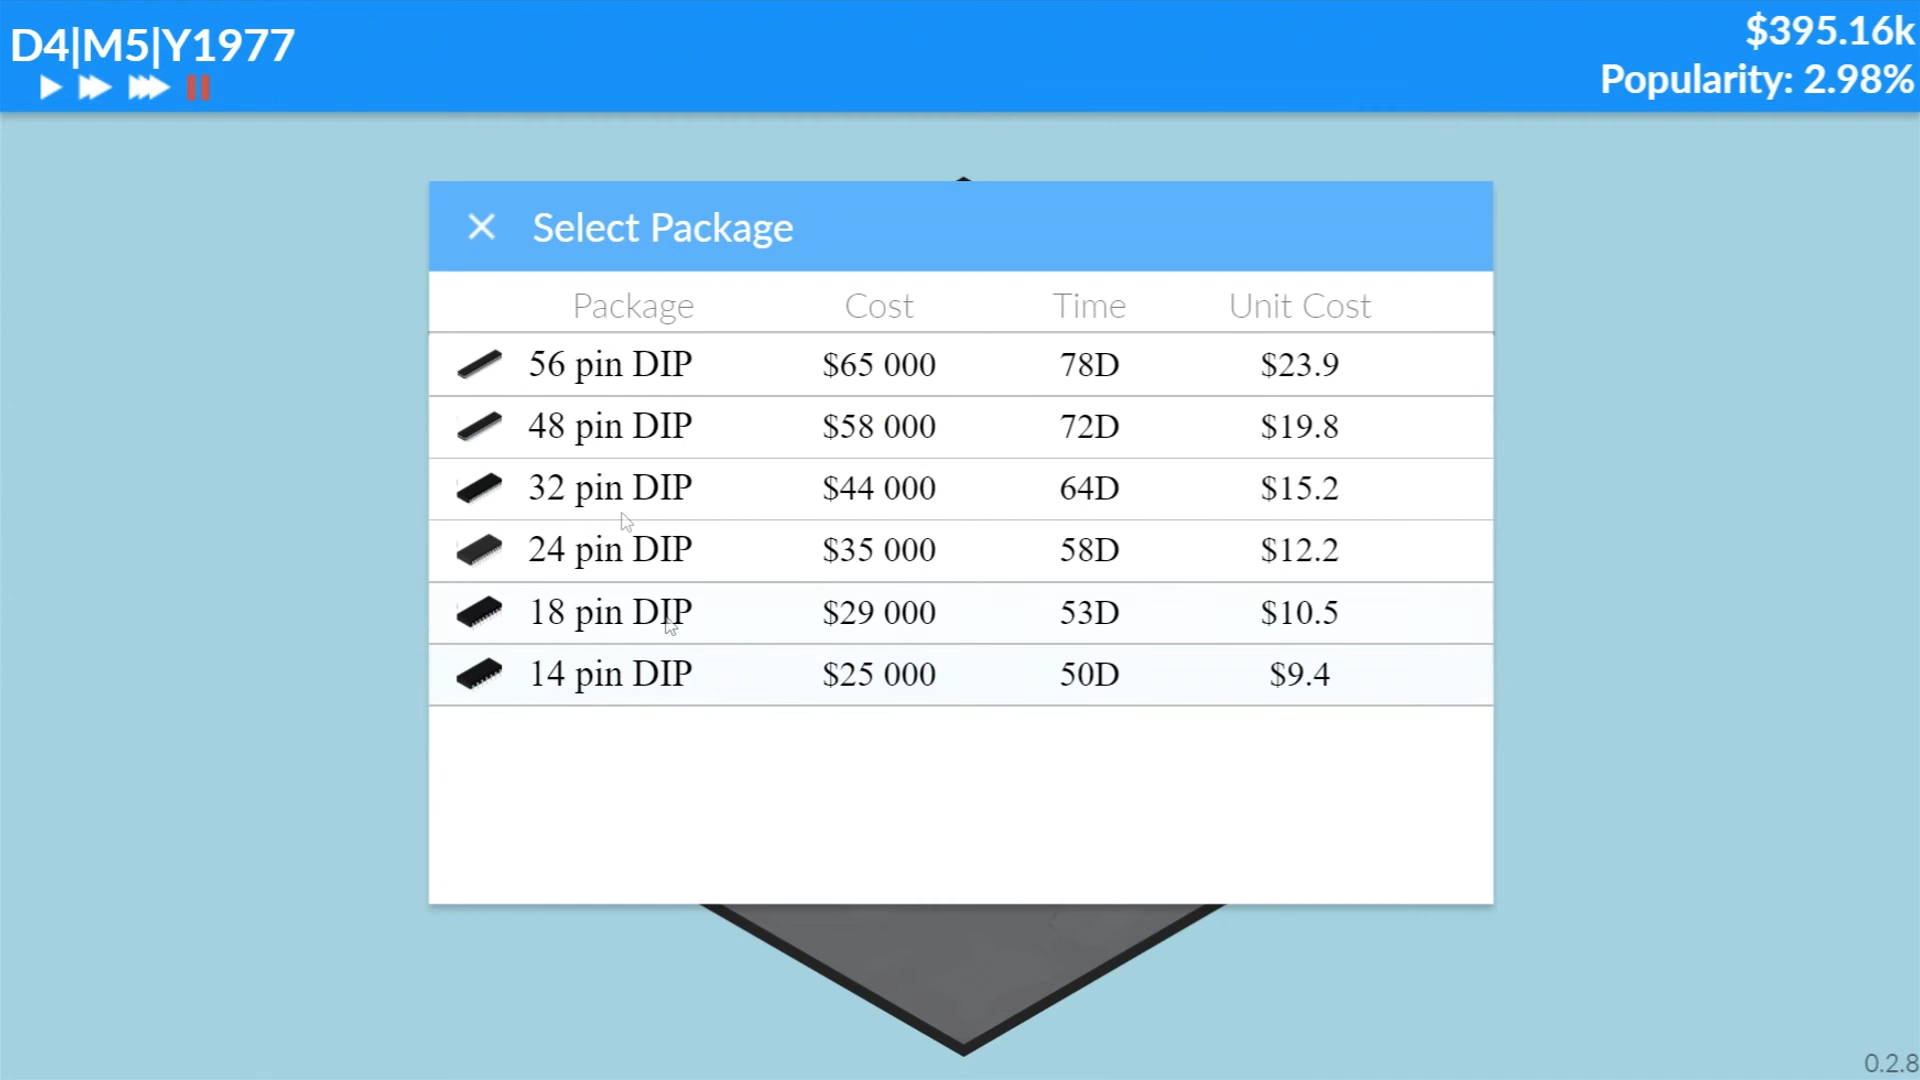 D4|M5|Y1977
$395.16k
Popularity: 2.98%
Select Package
Package Cost Time Unit Cost
56 pin DIP $65 000 78D $23.9
48 pin DIP $58 000 72D $19.8
32 pin DIP $44 000 64D $15.2
24 pin DIP $35 000 58D $12.2
18 pin DIP $29 000 53D $10.5
14 pin DIP $25 000 50D $9.4
0.2.8